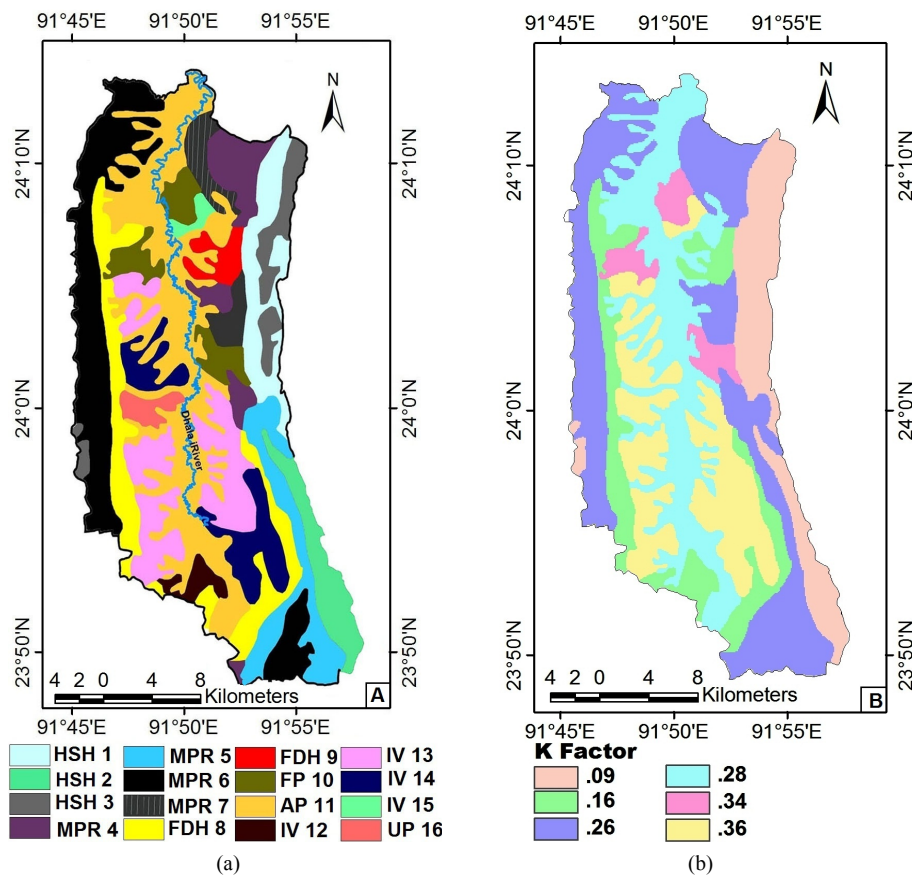 91°45'E 91°50'E 91°55'E
N
24°10'N 24°10'N
24°0'N 24°0'N
23°50'N 23°50'N
Dhala iRiver
4 2 0 4 8
Kilometers
A
91°45'E 91°50'E 91°55'E
HSH 1 MPR 5 FDH 9 IV 13
HSH 2 MPR 6 FP 10 IV 14
HSH 3 MPR 7 AP 11 IV 15
MPR 4 FDH 8 IV 12 UP 16
(a)
91°45'E 91°50'E 91°55'E
N
24°10'N 24°10'N
24°0'N 24°0'N
23°50'N 23°50'N
4 2 0 4 8
Kilometers
B
91°45'E 91°50'E 91°55'E
K Factor
.09 .28
.16 .34
.26 .36
(b)